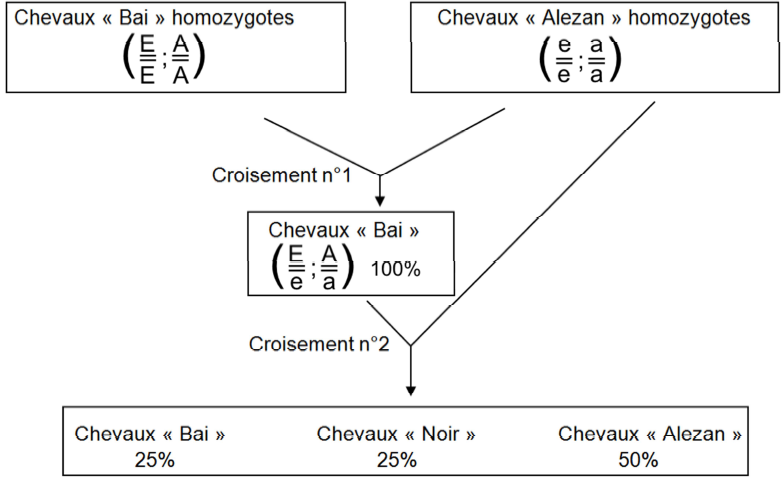 Chevaux « Bai » homozygotes
(E/E ; A/A)
Chevaux « Alezan » homozygotes
(e/e ; a/a)
Croisement n°1
Chevaux « Bai »
(E/e ; A/a) 100%
Croisement n°2
Chevaux « Bai » Chevaux « Noir » Chevaux « Alezan »
25% 25% 50%